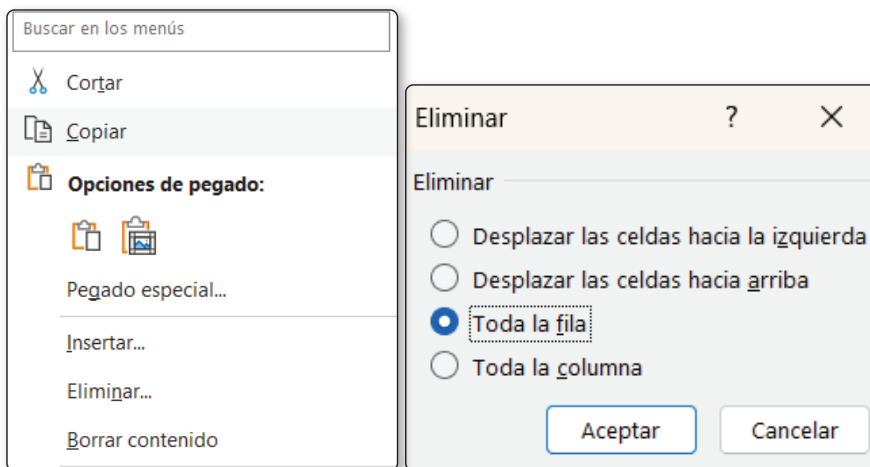 Buscar en los menús
Cortar
Copiar
Opciones de pegado:
Pegado especial...
Insertar...
Eliminar...
Borrar contenido
Eliminar ?
Eliminar
Desplazar las celdas hacia la izquierda
Desplazar las celdas hacia arriba
Toda la fila
Toda la columna
Aceptar Cancelar